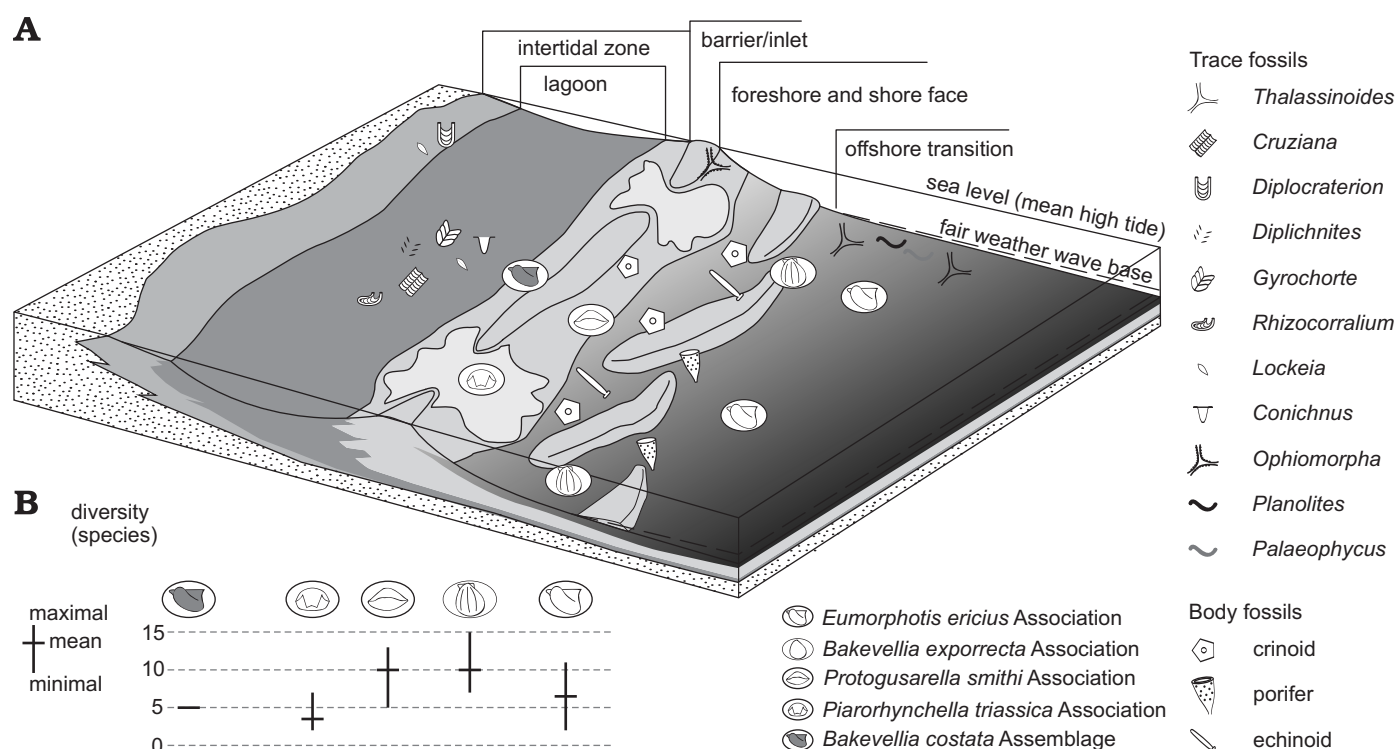 A
intertidal zone
barrier/inlet
lagoon
foreshore and shore face
offshore transition
sea level (mean high tide)
fair weather wave base
Trace fossils
Thalassinoides
Cruziana
Diplocraterion
Diplichnites
Gyrochorte
Rhizocorralium
Lockeia
Conichnus
Ophiomorpha
Planolites
Palaeophycus
Body fossils
crinoid
porifer
echinoid
B
diversity
(species)
maximal
mean
minimal
15
10
5
0
Eumorphotis ericius Association
Bakevellia exporrecta Association
Protogusarella smithi Association
Piarorhynchella triassica Association
Bakevellia costata Assemblage